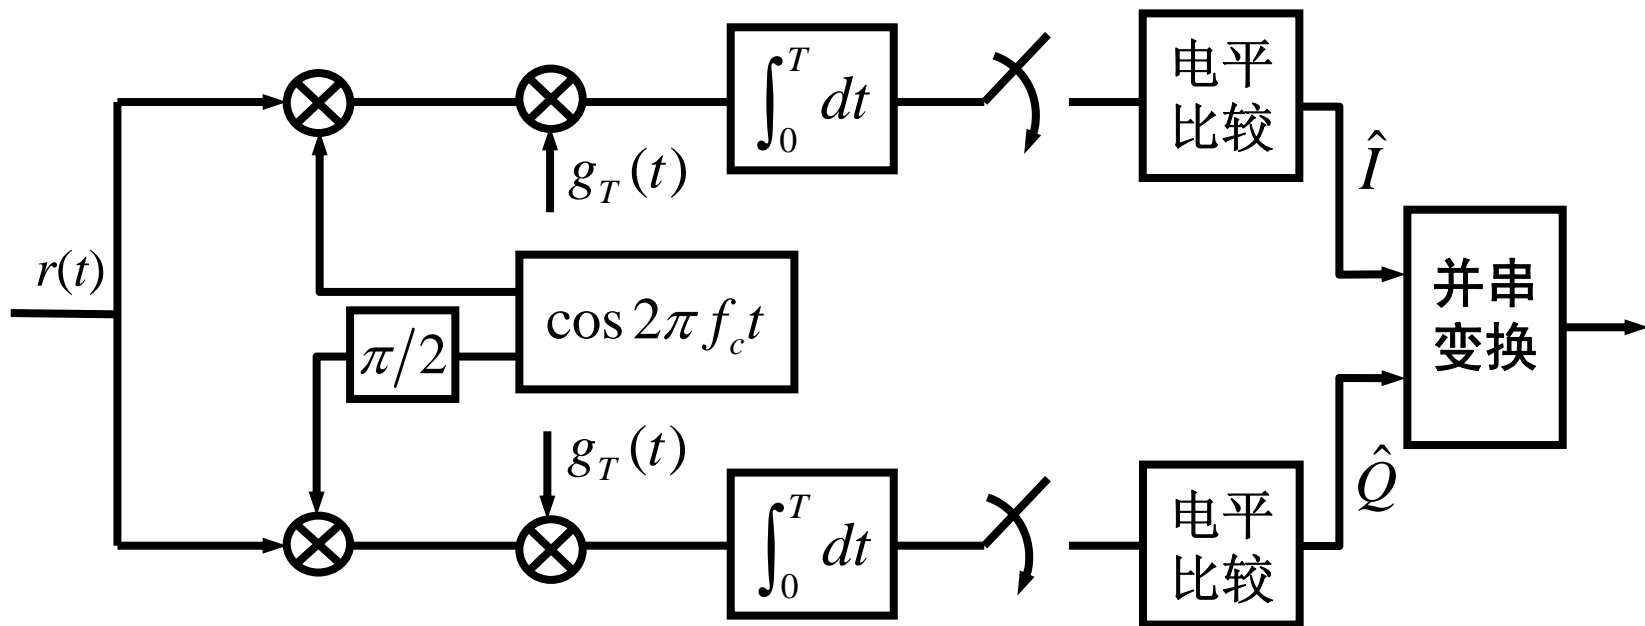 r(t)
g_T(t)
∫_0^T dt
电平
比较
Î
cos 2πf_c t
π/2
并串
变换
g_T(t)
∫_0^T dt
电平
比较
Q̂